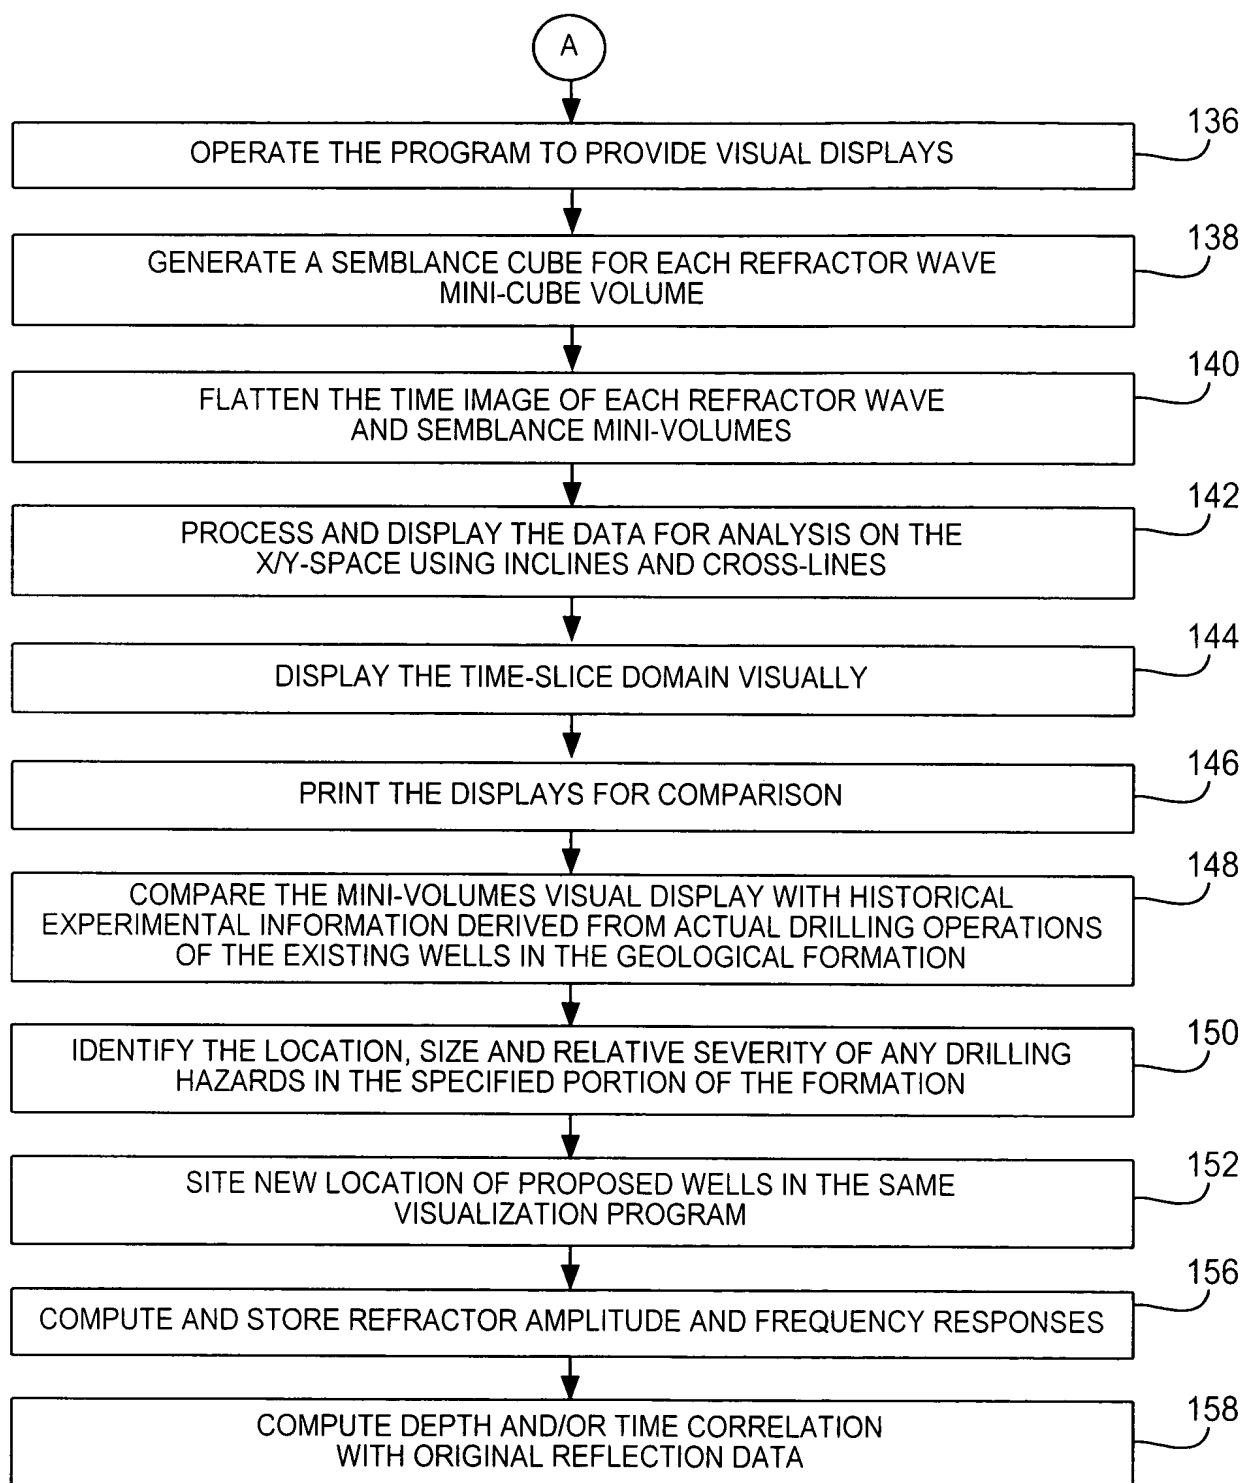 A
136
OPERATE THE PROGRAM TO PROVIDE VISUAL DISPLAYS
138
GENERATE A SEMBLANCE CUBE FOR EACH REFRACTOR WAVE
MINI-CUBE VOLUME
140
FLATTEN THE TIME IMAGE OF EACH REFRACTOR WAVE
AND SEMBLANCE MINI-VOLUMES
142
PROCESS AND DISPLAY THE DATA FOR ANALYSIS ON THE
X/Y-SPACE USING INCLINES AND CROSS-LINES
144
DISPLAY THE TIME-SLICE DOMAIN VISUALLY
146
PRINT THE DISPLAYS FOR COMPARISON
148
COMPARE THE MINI-VOLUMES VISUAL DISPLAY WITH HISTORICAL
EXPERIMENTAL INFORMATION DERIVED FROM ACTUAL DRILLING OPERATIONS
OF THE EXISTING WELLS IN THE GEOLOGICAL FORMATION
150
IDENTIFY THE LOCATION, SIZE AND RELATIVE SEVERITY OF ANY DRILLING
HAZARDS IN THE SPECIFIED PORTION OF THE FORMATION
152
SITE NEW LOCATION OF PROPOSED WELLS IN THE SAME
VISUALIZATION PROGRAM
156
COMPUTE AND STORE REFRACTOR AMPLITUDE AND FREQUENCY RESPONSES
158
COMPUTE DEPTH AND/OR TIME CORRELATION
WITH ORIGINAL REFLECTION DATA